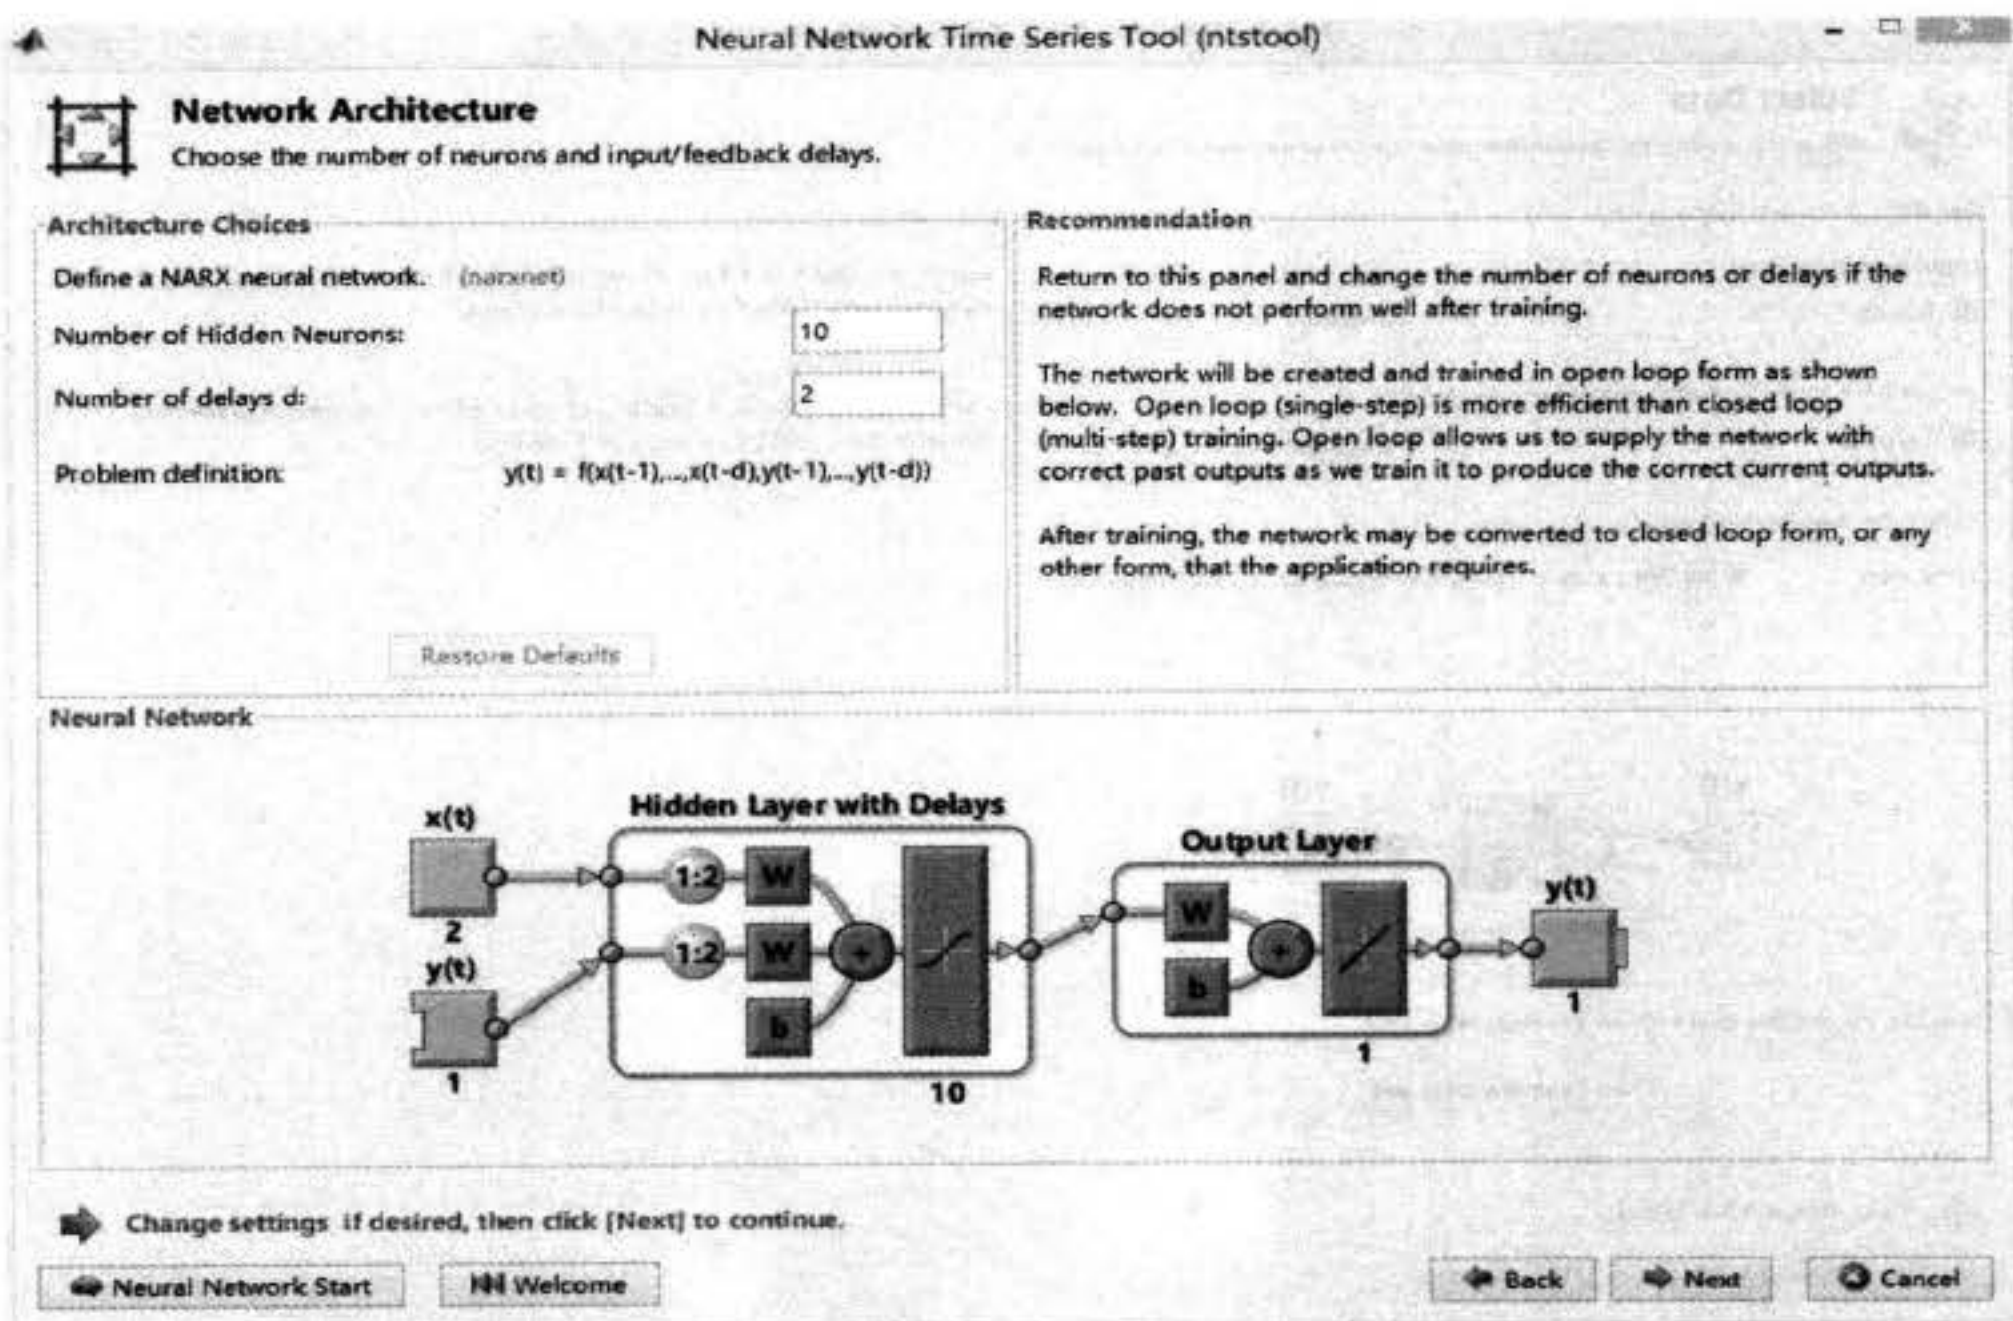 Neural Network Time Series Tool (ntstool)
Network Architecture
Choose the number of neurons and input/feedback delays.
Architecture Choices
Define a NARX neural network. (narxnet)
Number of Hidden Neurons: 10
Number of delays d: 2
Problem definition: y(t) = f(x(t-1),...,x(t-d),y(t-1),...,y(t-d))
Restore Defaults
Recommendation
Return to this panel and change the number of neurons or delays if the
network does not perform well after training.
The network will be created and trained in open loop form as shown
below. Open loop (single-step) is more efficient than closed loop
(multi-step) training. Open loop allows us to supply the network with
correct past outputs as we train it to produce the correct current outputs.
After training, the network may be converted to closed loop form, or any
other form, that the application requires.
Neural Network
x(t)
2
y(t)
1
Hidden Layer with Delays
1:2 W
1:2 W +
b
10
Output Layer
W
+
b
1
y(t)
1
Change settings if desired, then click [Next] to continue.
Neural Network Start
Welcome
Back
Next
Cancel